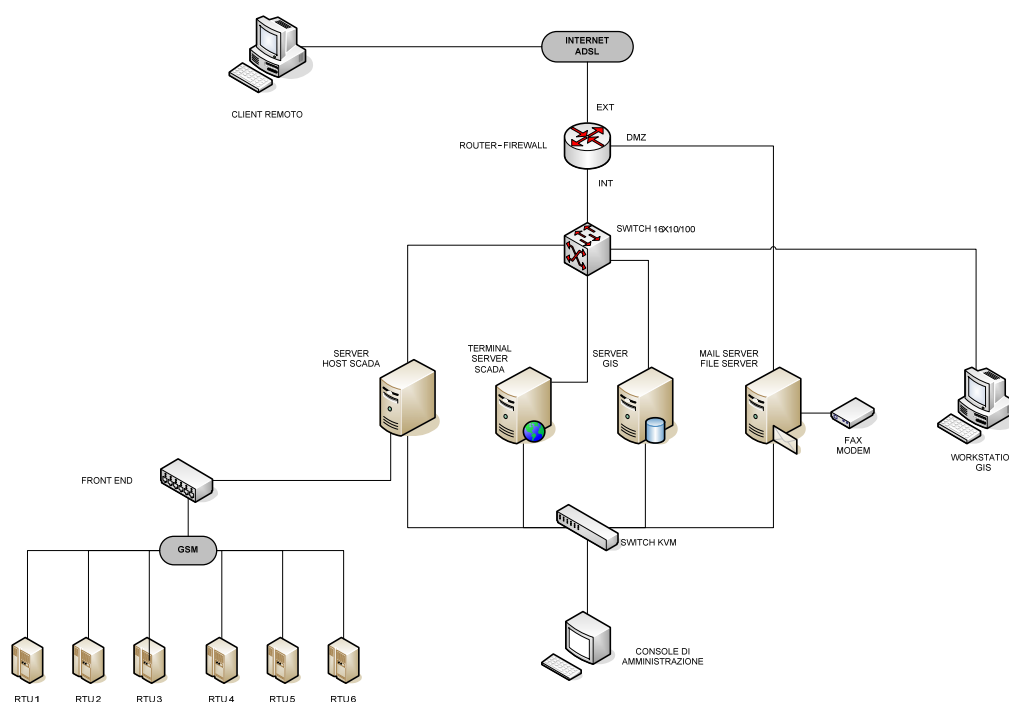 INTERNET
ADSL
CLIENT REMOTO
EXT
ROUTER-FIREWALL
DMZ
INT
SWITCH 16X10/100
SERVER
HOST SCADA
TERMINAL
SERVER
SCADA
SERVER
GIS
MAIL SERVER
FILE SERVER
FAX
MODEM
WORKSTATIO
GIS
FRONT END
GSM
SWITCH KVM
CONSOLE DI
AMMINISTRAZIONE
RTU1
RTU2
RTU3
RTU4
RTU5
RTU6